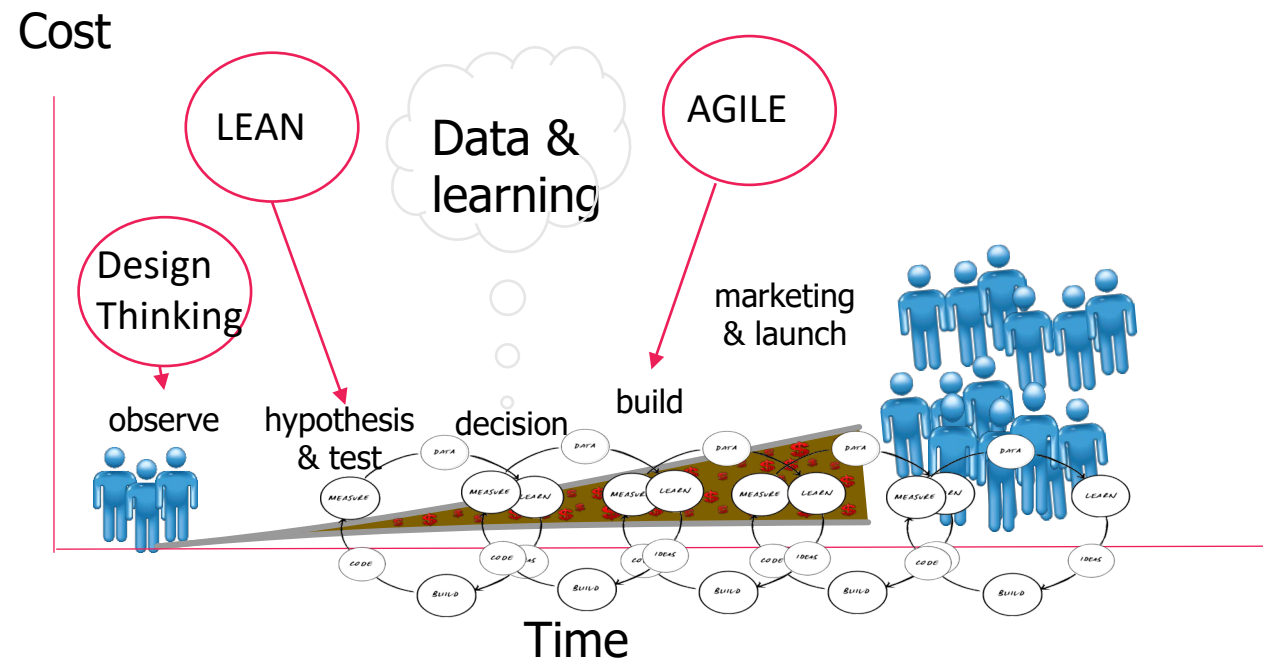 Cost
LEAN
Data &
learning
AGILE
Design
Thinking
marketing
& launch
observe
hypothesis
& test
decision
build
DATA
DATA
DATA
DATA
DATA
MEASURE
MEASURE
LEARN
MEASURE
LEARN
MEASURE
LEARN
MEASURE
LEARN
CODE
CODE
IDEAS
CODE
IDEAS
CODE
IDEAS
BUILD
BUILD
BUILD
BUILD
BUILD
Time